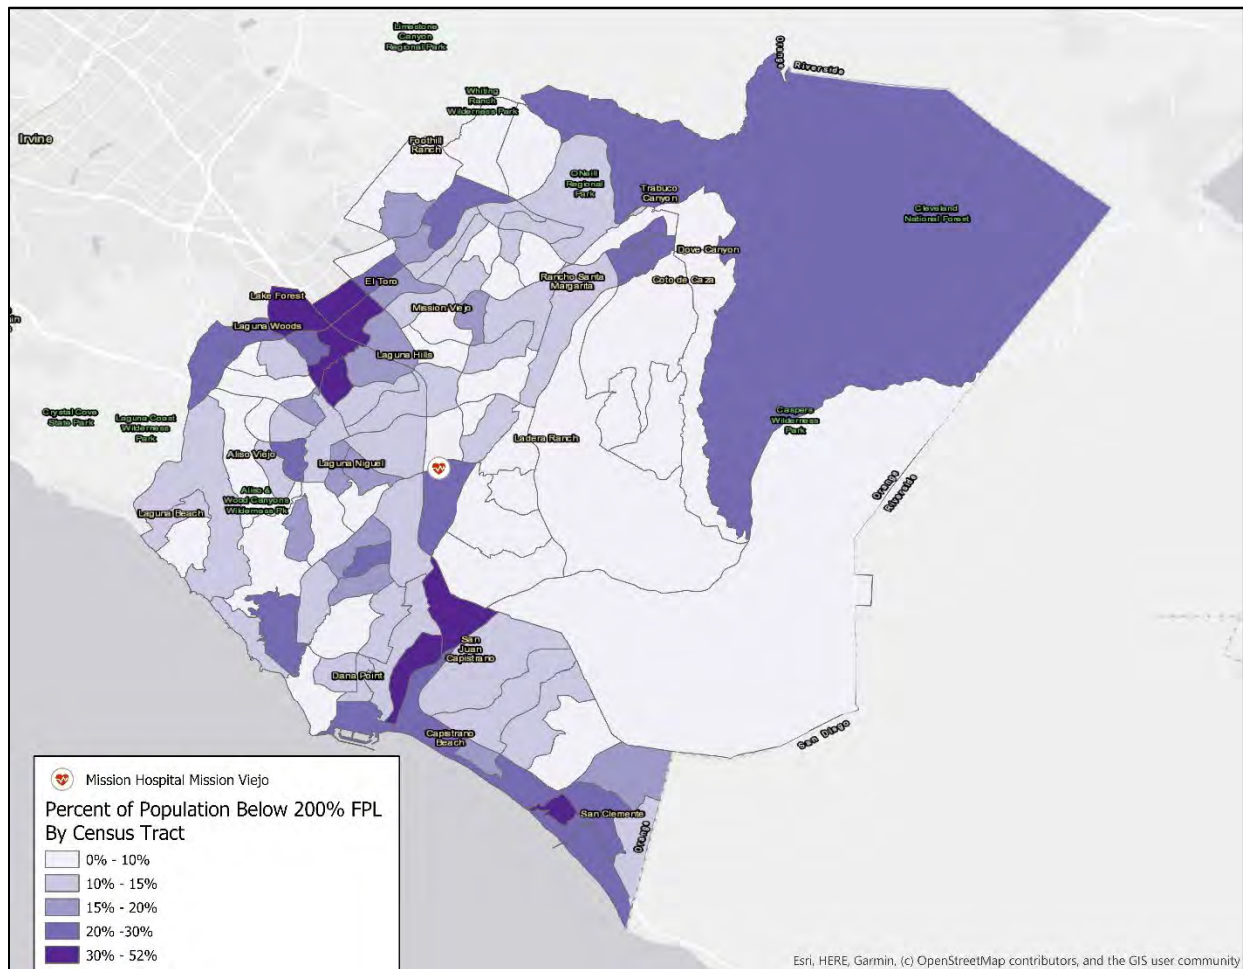 Limestone
Canyon
Regional Park
Orange
Riverside
Whiting
Ranch
Wilderness Park
Irvine
Foothill
Ranch
O'Neill
Regional
Park
Trabuco
Canyon
Cleveland
National Forest
Dove Canyon
Rancho Santa
Margarita
Coto de Caza
El Toro
Lake Forest
Mission Viejo
Laguna Woods
Laguna Hills
Crystal Cove
State Park
Laguna Coast
Wilderness
Park
Caspers
Wilderness
Park
Ladera Ranch
Aliso Viejo
Laguna Niguel
Aliso &
Wood Canyons
Wilderness Pk
Orange
Riverside
Laguna Beach
San
Juan
Capistrano
Dana Point
Capistrano
Beach
San Diego
San Clemente
Orange
Mission Hospital Mission Viejo
Percent of Population Below 200% FPL
By Census Tract
0% - 10%
10% - 15%
15% - 20%
20% -30%
30% - 52%
Esri, HERE, Garmin, (c) OpenStreetMap contributors, and the GIS user community